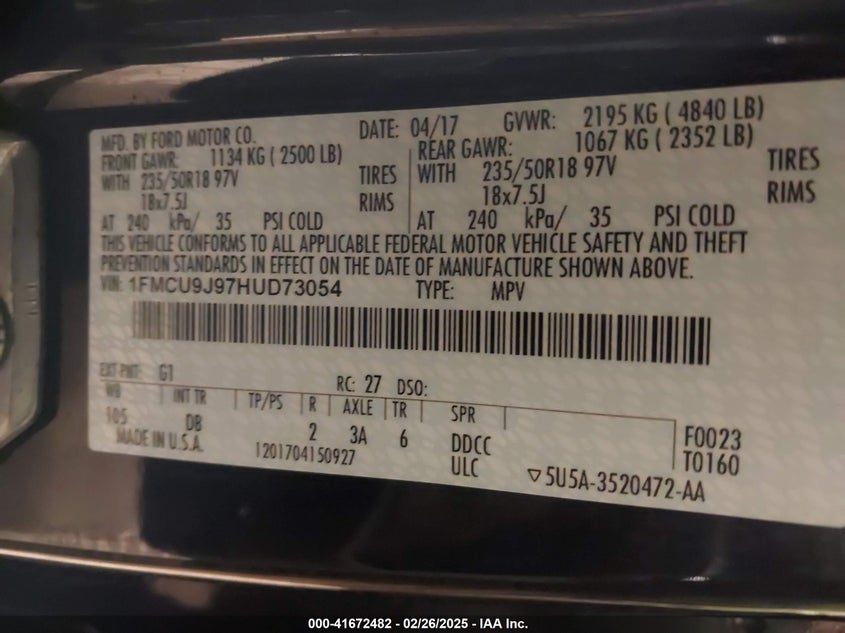 MFD. BY FORD MOTOR CO. DATE: 04/17 GVWR: 2195 KG ( 4840 LB)
FRONT GAWR: 1134 KG ( 2500 LB) REAR GAWR: 1067 KG ( 2352 LB)
WITH 235/50R18 97V TIRES WITH 235/50R18 97V TIRES
18x7.5J RIMS 18x7.5J RIMS
AT 240 kPa/ 35 PSI COLD AT 240 kPa/ 35 PSI COLD
THIS VEHICLE CONFORMS TO ALL APPLICABLE FEDERAL MOTOR VEHICLE SAFETY AND THEFT
PREVENTION STANDARDS IN EFFECT ON THE DATE OF MANUFACTURE SHOWN ABOVE.
VIN: 1FMCU9J97HUD73054 TYPE: MPV
EXT PNT: G1 RC: 27 DSO:
WB INT TR TP/PS R AXLE TR SPR
105 DB 2 3A 6 DDCC F0023
MADE IN U.S.A. 1201704150927 ULC T0160
▽5U5A-3520472-AA
000-41672482 - 02/26/2025 - IAA Inc.